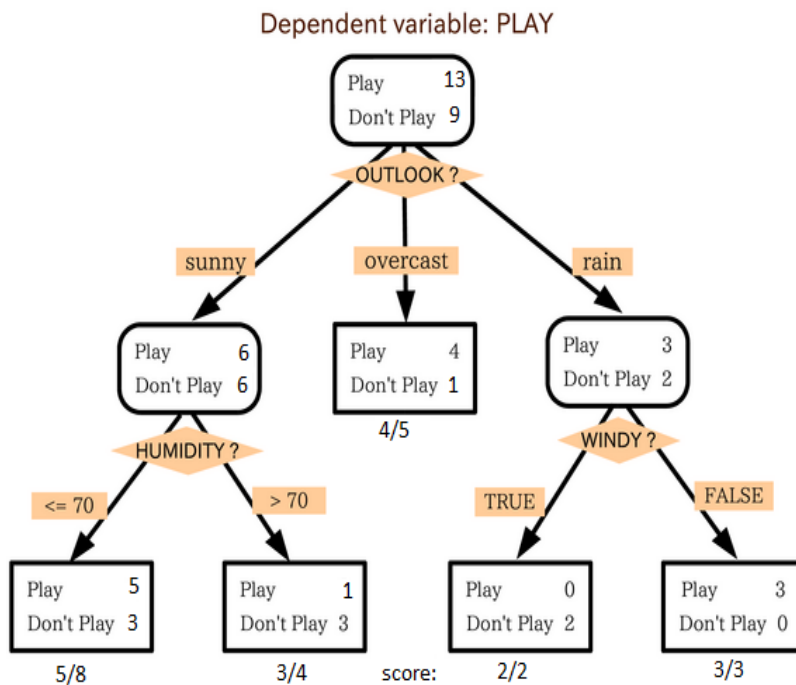 Dependent variable: PLAY
Play 13
Don't Play 9
OUTLOOK ?
sunny
overcast
rain
Play 6
Don't Play 6
Play 4
Don't Play 1
4/5
Play 3
Don't Play 2
HUMIDITY ?
WINDY ?
<= 70
> 70
TRUE
FALSE
Play 5
Don't Play 3
Play 1
Don't Play 3
Play 0
Don't Play 2
Play 3
Don't Play 0
5/8
3/4
score:
2/2
3/3